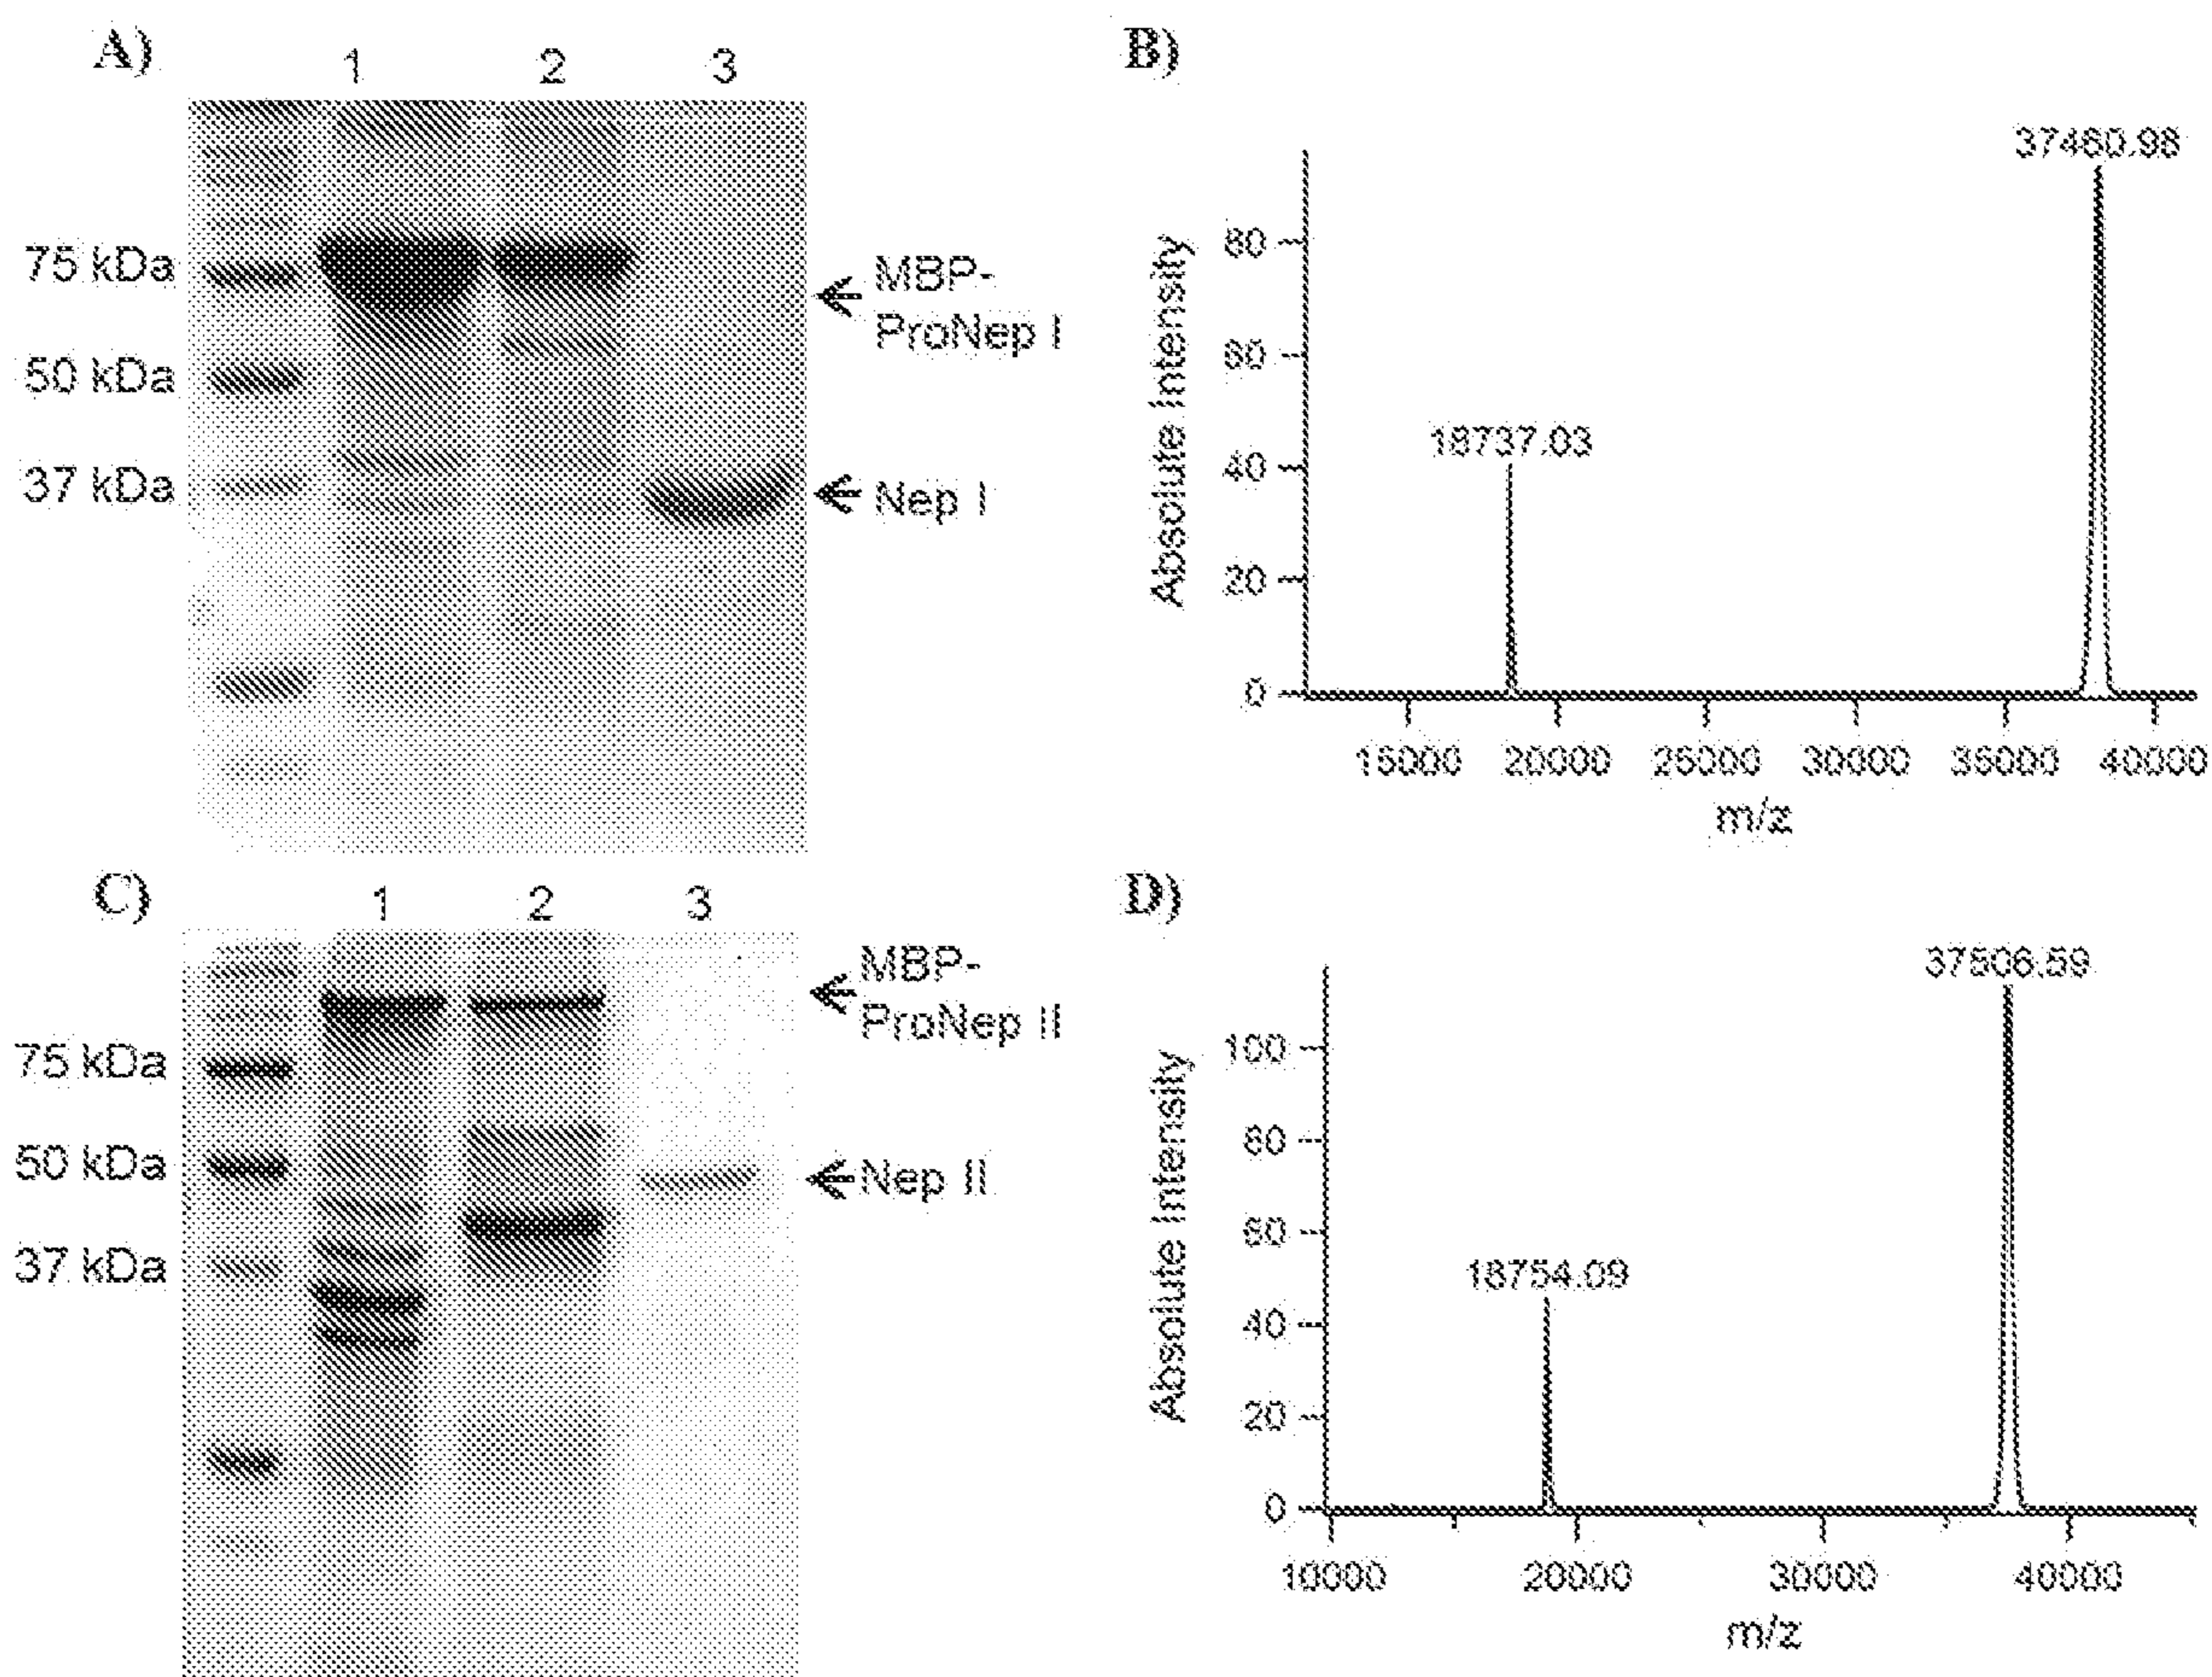 A)
1 2 3
75 kDa
50 kDa
37 kDa
MBP-
ProNep I
Nep I
B)
37460.98
18737.03
Absolute Intensity
80
60
40
20
0
15000 20000 25000 30000 35000 40000
m/z
C)
1 2 3
75 kDa
50 kDa
37 kDa
MBP-
ProNep II
Nep II
D)
37506.59
18754.09
Absolute Intensity
100
80
60
40
20
0
10000 20000 30000 40000
m/z